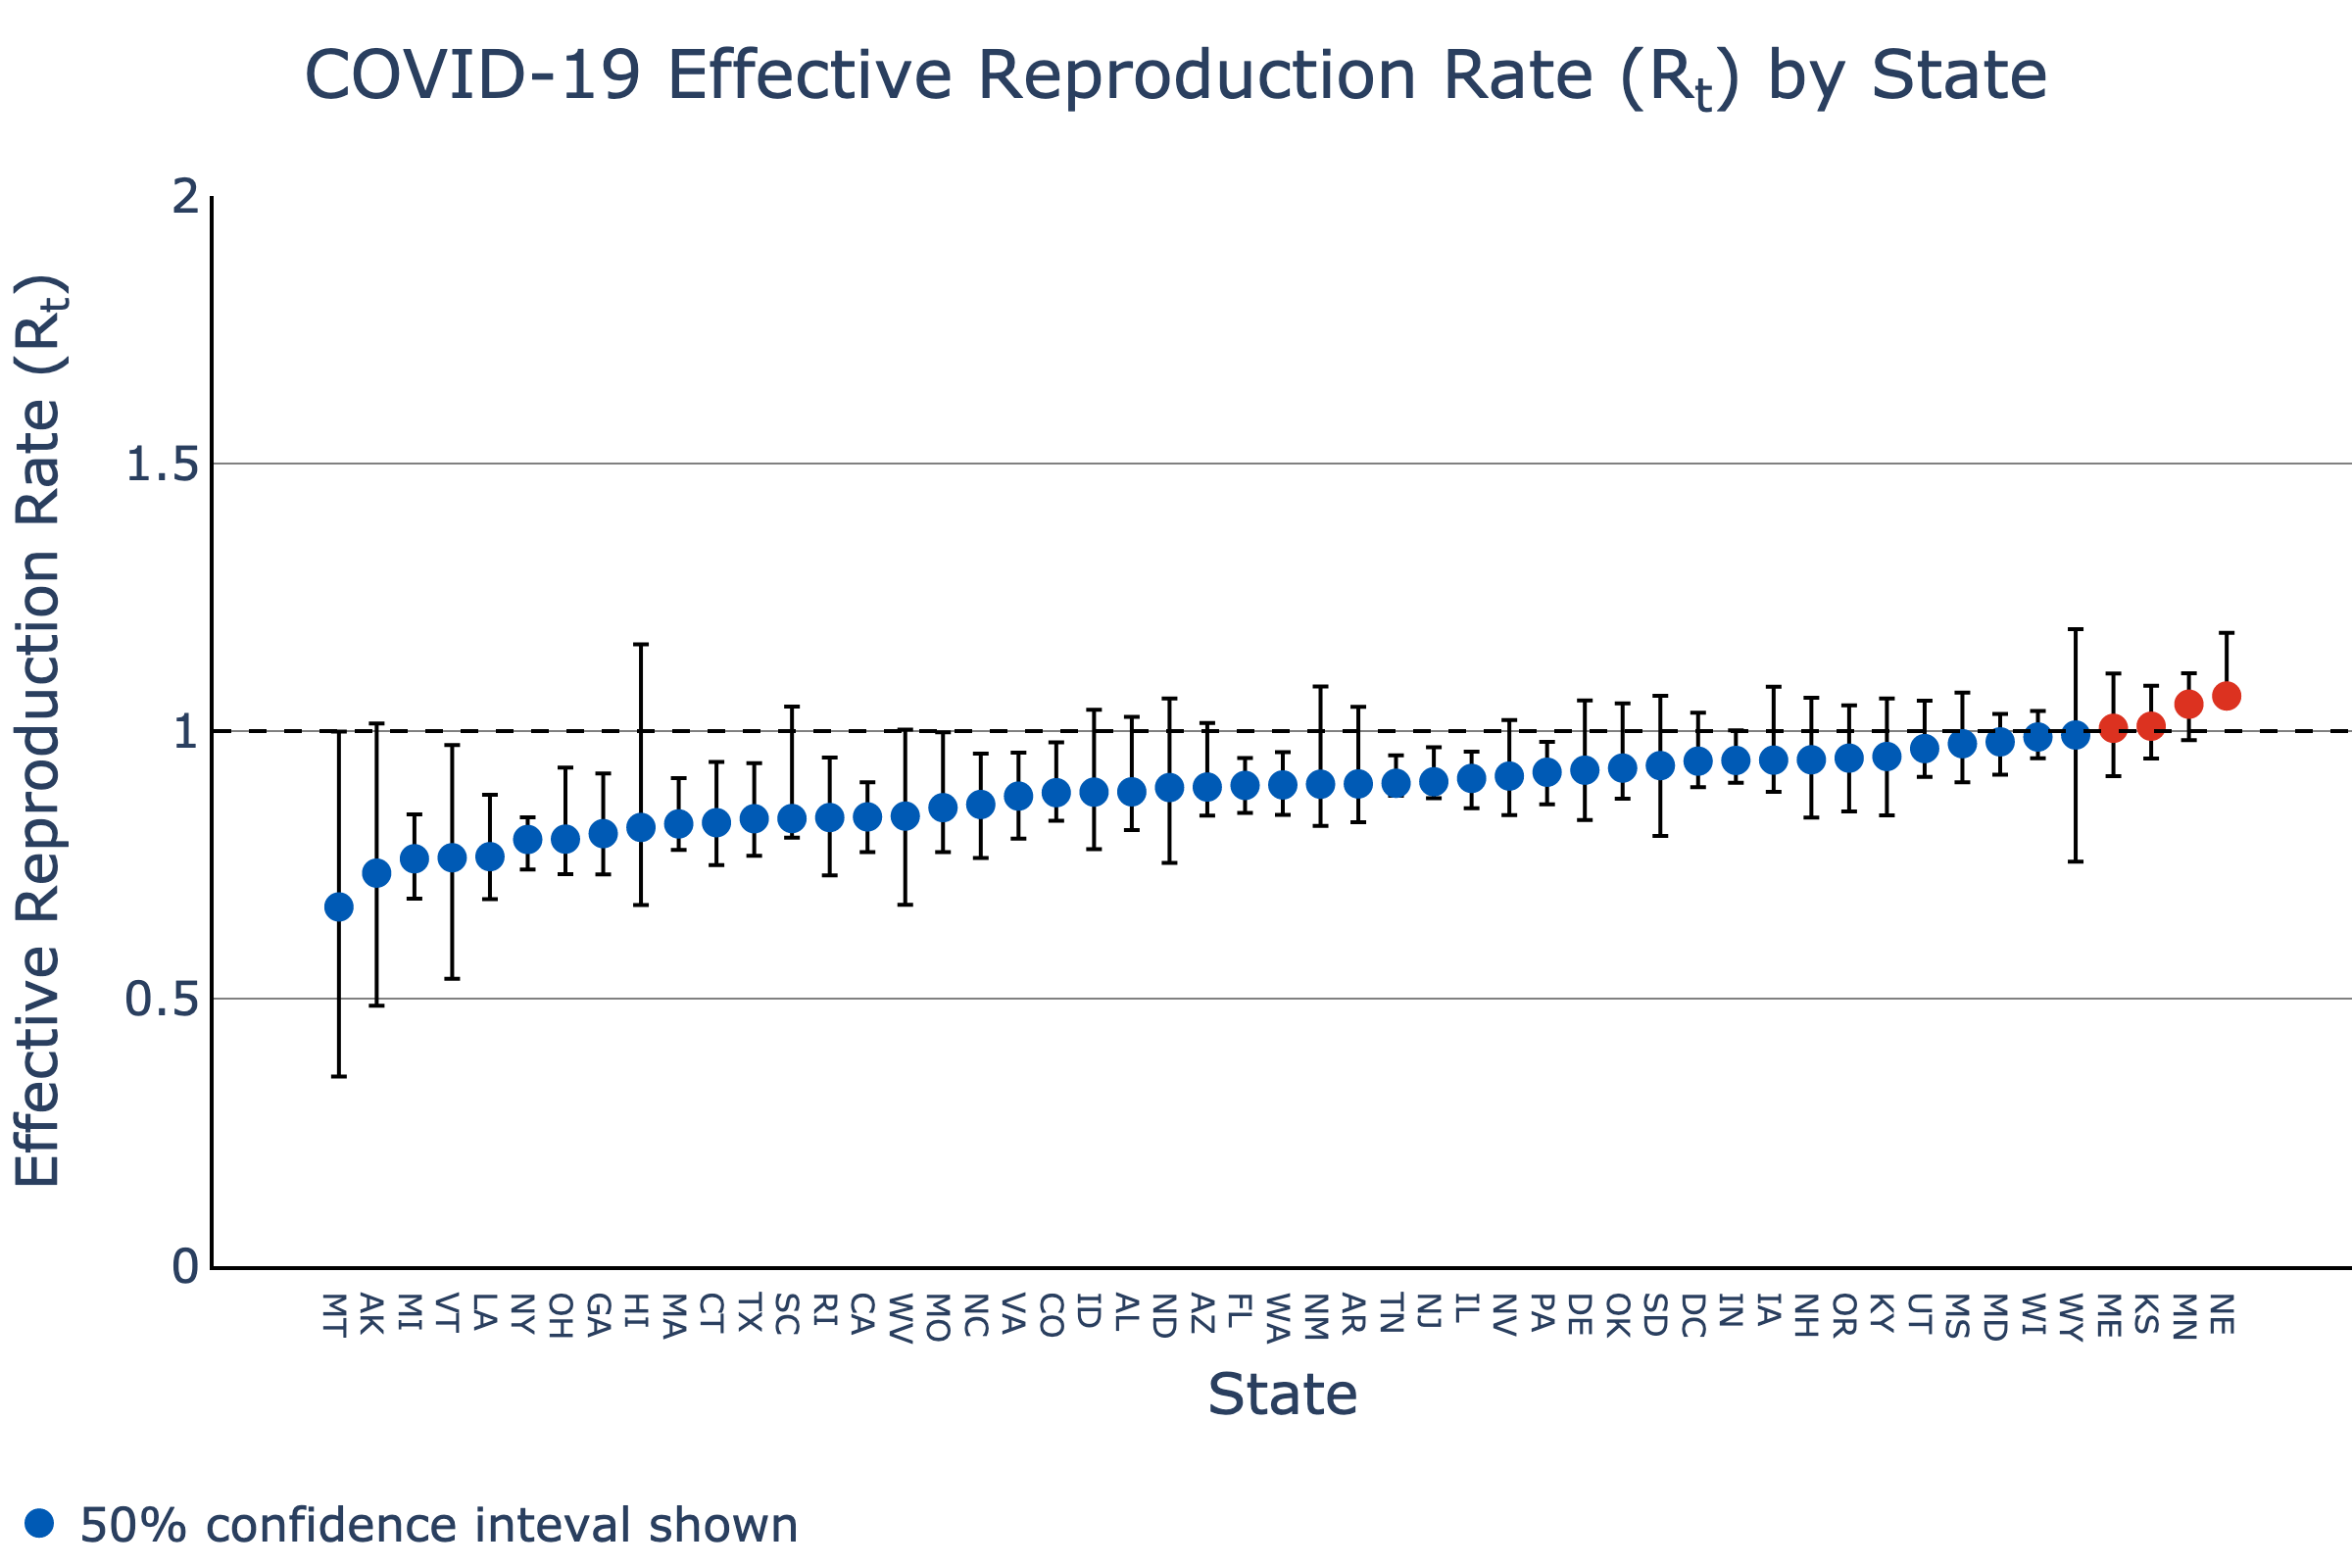 COVID-19 Effective Reproduction Rate (Rt) by State
Effective Reproduction Rate (Rt)
2
1.5
1
0.5
0
MT AK MI VT LA NY OH GA HI MA CT TX SC RI CA WV MO NC VA CO ID AL ND AZ FL WA NM AR TN NJ IL NV PA DE OK SD DC IN IA NH OR KY UT MS MD WI WY ME KS MN NE
State
50% confidence inteval shown